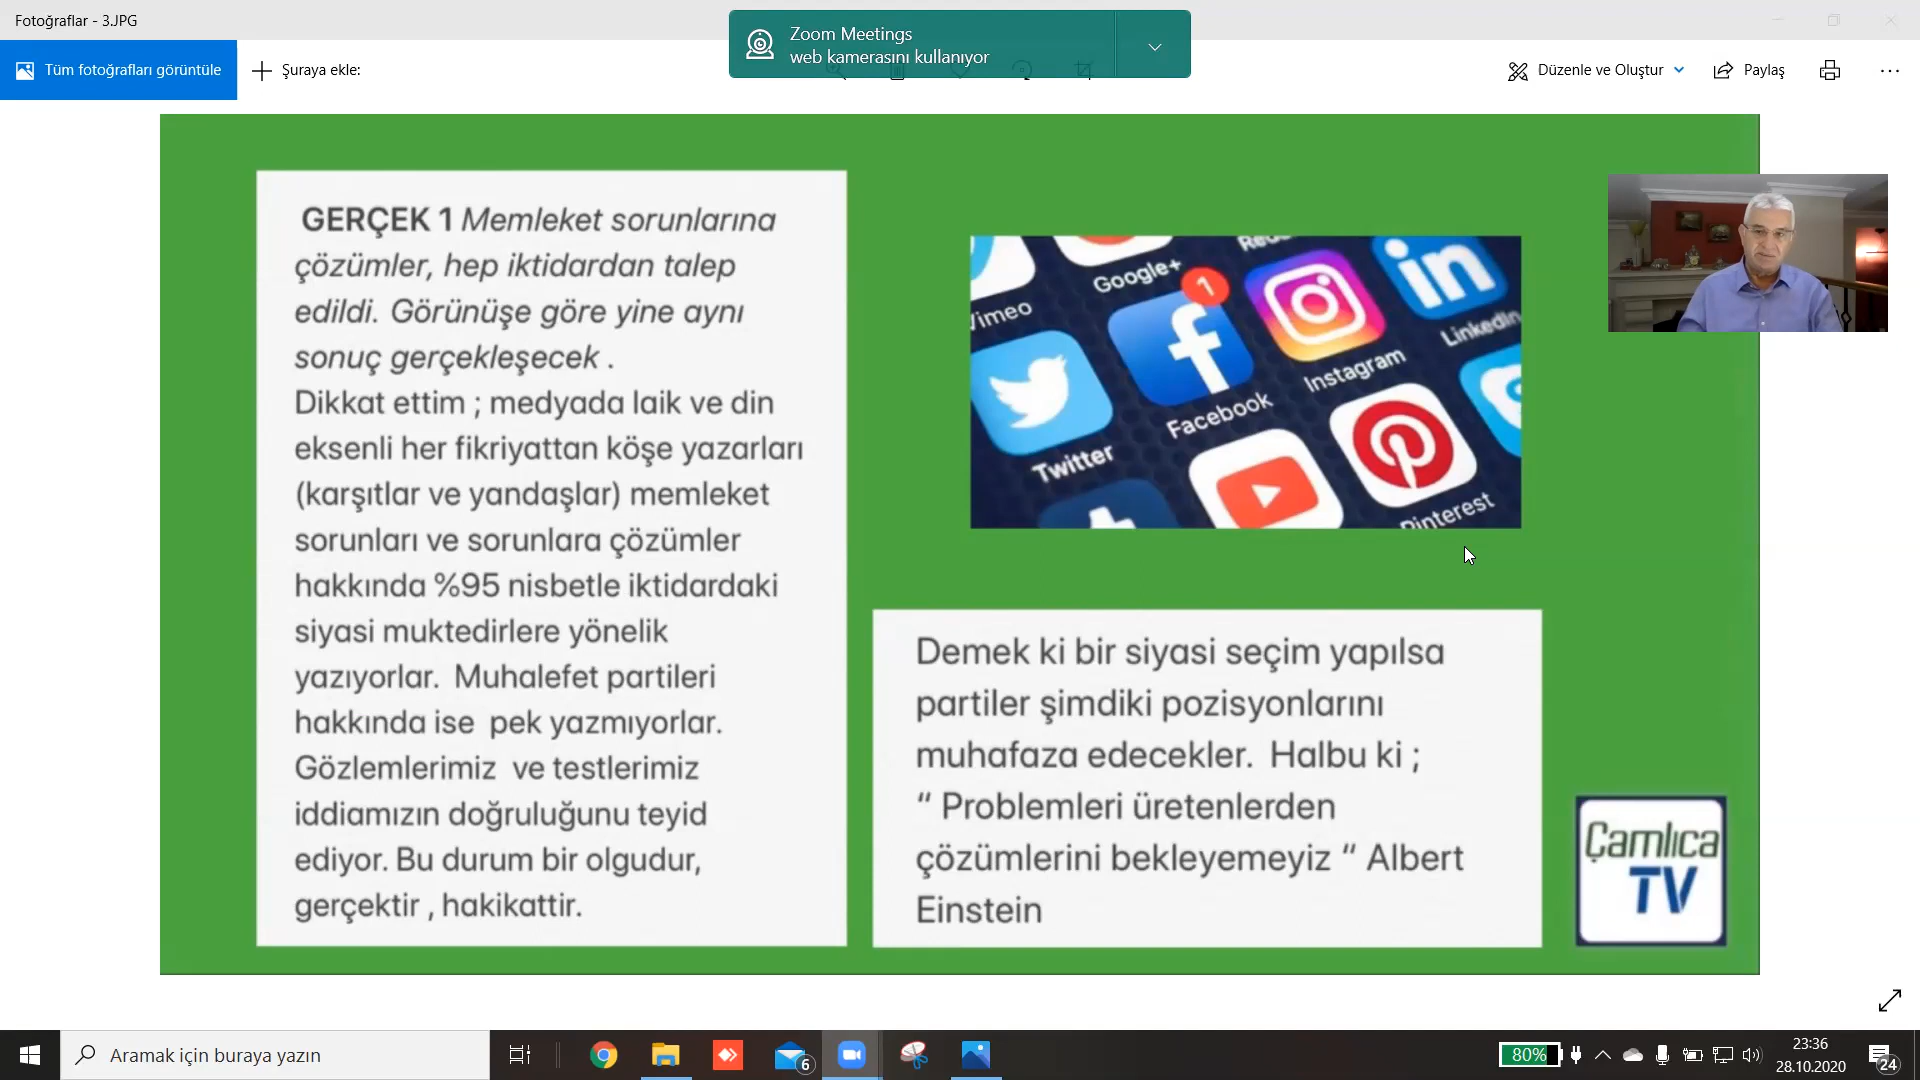 Fotoğraflar - 3.JPG
Zoom Meetings
web kamerasını kullanıyor
Tüm fotoğrafları görüntüle
Şuraya ekle:
Düzenle ve Oluştur
Paylaş
GERÇEK 1 Memleket sorunlarına
çözümler, hep iktidardan talep
edildi. Görünüşe göre yine aynı
sonuç gerçekleşecek .
Dikkat ettim ; medyada laik ve din
eksenli her fikriyattan köşe yazarları
(karşıtlar ve yandaşlar) memleket
sorunları ve sorunlara çözümler
hakkında %95 nisbetle iktidardaki
siyasi muktedirlere yönelik
yazıyorlar. Muhalefet partileri
hakkında ise pek yazmıyorlar.
Gözlemlerimiz ve testlerimiz
iddiamızın doğruluğunu teyid
ediyor. Bu durum bir olgudur,
gerçektir , hakikattir.
Google+
1
Vimeo
in
LinkedIn
Instagram
Facebook
Twitter
Pinterest
Demek ki bir siyasi seçim yapılsa
partiler şimdiki pozisyonlarını
muhafaza edecekler. Halbu ki ;
“ Problemleri üretenlerden
çözümlerini bekleyemeyiz “ Albert
Einstein
Çamlıca
TV
Aramak için buraya yazın
6
80%
23:36
28.10.2020
24